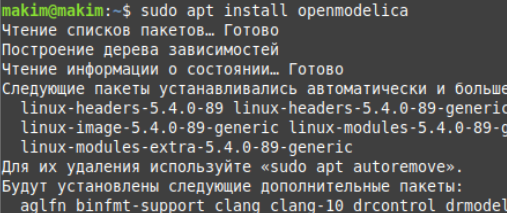 makim@makim:~$ sudo apt install openmodelica
Чтение списков пакетов… Готово
Построение дерева зависимостей
Чтение информации о состоянии… Готово
Следующие пакеты устанавливались автоматически и больше
linux-headers-5.4.0-89 linux-headers-5.4.0-89-generic
linux-image-5.4.0-89-generic linux-modules-5.4.0-89-g
linux-modules-extra-5.4.0-89-generic
Для их удаления используйте «sudo apt autoremove».
Будут установлены следующие дополнительные пакеты:
aglfn binfmt-support clang clang-10 drcontrol drmodel